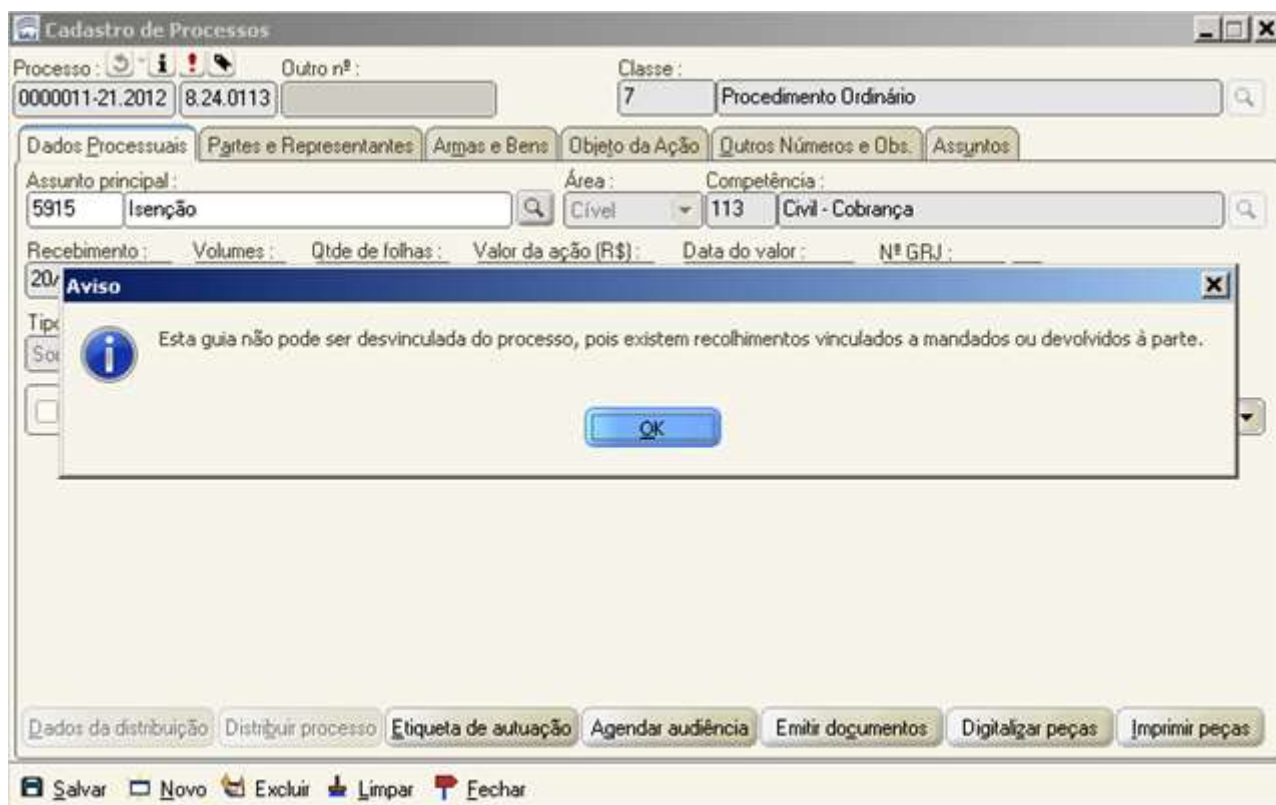 Cadastro de Processos
Processo : Outro nº : Classe :
0000011-21.2012 8.24.0113 7 Procedimento Ordinário
Dados Processuais Partes e Representantes Armas e Bens Objeto da Ação Outros Números e Obs. Assuntos
Assunto principal : Área : Competência :
5915 Isenção Cível 113 Civil - Cobrança
Recebimento : Volumes : Qtde de folhas : Valor da ação (R$) : Data do valor : Nº GRJ :
20/
Aviso
Esta guia não pode ser desvinculada do processo, pois existem recolhimentos vinculados a mandados ou devolvidos à parte.
OK
Dados da distribuição Distribuir processo Etiqueta de autuação Agendar audiência Emitir documentos Digitalizar peças Imprimir peças
Salvar Novo Excluir Limpar Fechar